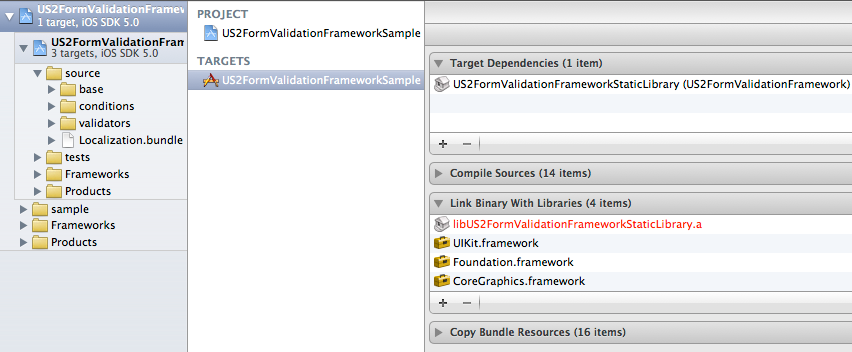 US2FormValidationFramew
1 target, iOS SDK 5.0
US2FormValidationFram
3 targets, iOS SDK 5.0
source
base
conditions
validators
Localization.bundle
tests
Frameworks
Products
sample
Frameworks
Products
PROJECT
US2FormValidationFrameworkSample
TARGETS
US2FormValidationFrameworkSample
Target Dependencies (1 item)
US2FormValidationFrameworkStaticLibrary (US2FormValidationFramework)
+ −
Compile Sources (14 items)
Link Binary With Libraries (4 items)
libUS2FormValidationFrameworkStaticLibrary.a
UIKit.framework
Foundation.framework
CoreGraphics.framework
+ −
Copy Bundle Resources (16 items)